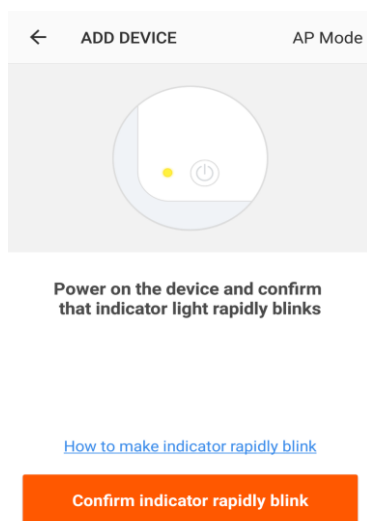 ADD DEVICE AP Mode
Power on the device and confirm
that indicator light rapidly blinks
How to make indicator rapidly blink
Confirm indicator rapidly blink